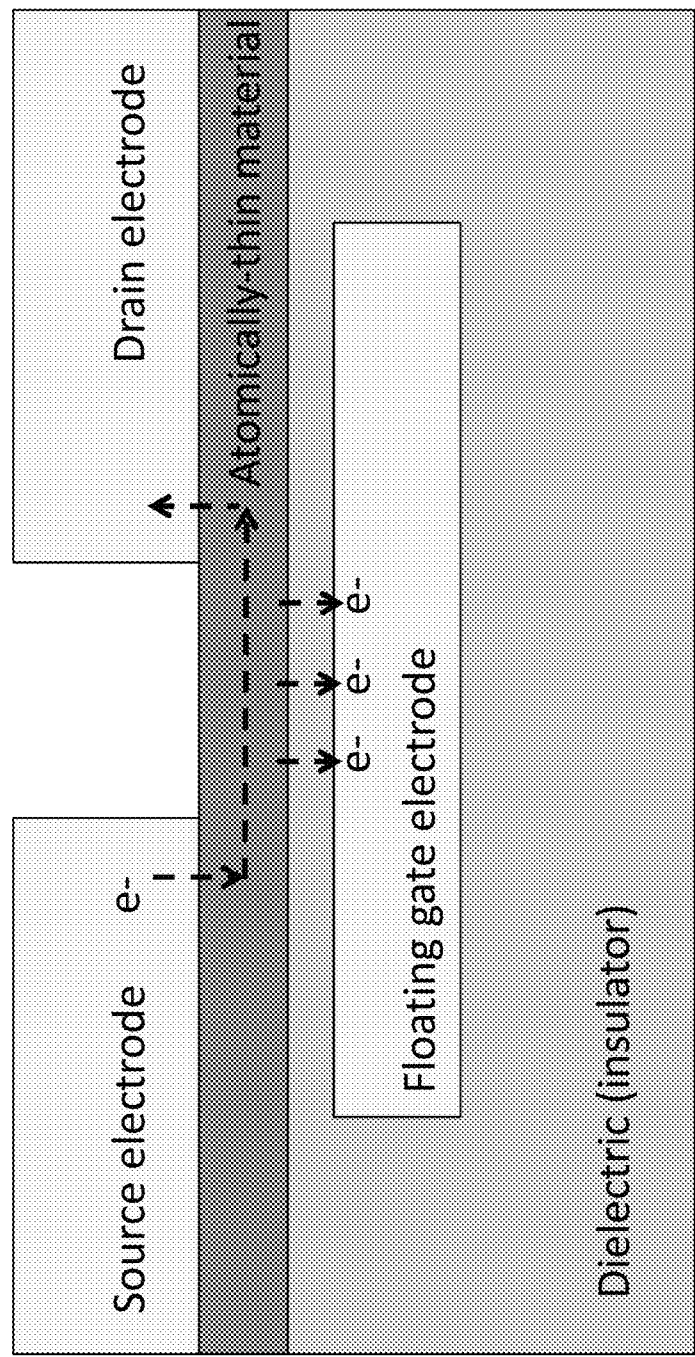 Source electrode
Drain electrode
e-
Atomically-thin material
e-
e-
e-
Floating gate electrode
Dielectric (insulator)